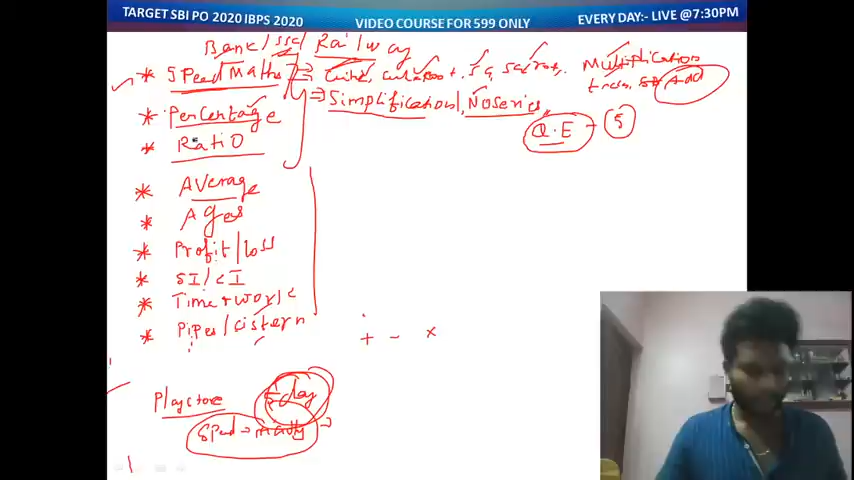 TARGET SBI PO 2020 IBPS 2020 VIDEO COURSE FOR 599 ONLY EVERY DAY:- LIVE @7:30PM
Bank/SSC/Railway
* Speed Maths ⇒ Multiplication
Add
⇒ Simplification, No series
* Percentage
Q.E - 5
* Ratio
* Average
* Ages
* Profit/loss
* SI/CI
* Time + work
* Pipes/cistern
+ - ×
Playstore 5 day
Speed maths